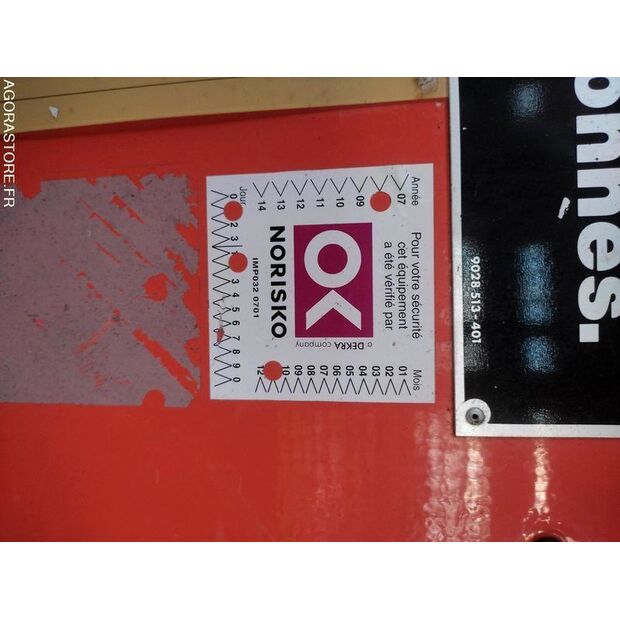 AGORASTORE.FR
Pour votre sécurité
cet équipement
a été vérifié par
Année
07
09
10
11
12
13
14
Mois
01
02
03
04
05
06
07
08
09
10
12
OK
a DEKRA company
NORISKO
IMP032 0701
Jour
0
2
3
1
3
4
5
6
7
8
9
0
onnes.
9028 513-401